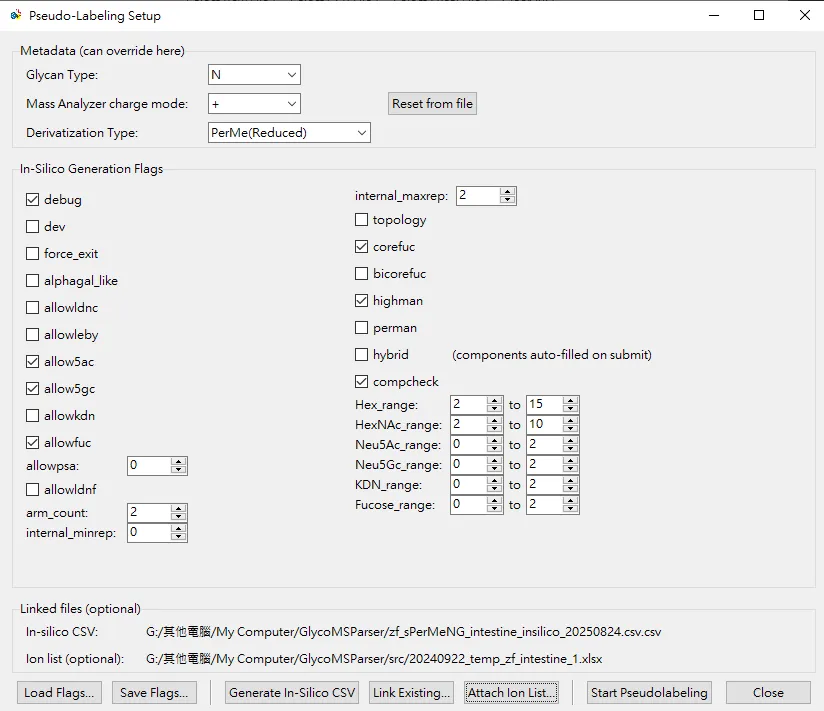 Pseudo-Labeling Setup
Metadata (can override here)
Glycan Type: N
Mass Analyzer charge mode: + Reset from file
Derivatization Type: PerMe(Reduced)
In-Silico Generation Flags
debug
dev
force_exit
alphagal_like
allowldnc
allowleby
allow5ac
allow5gc
allowkdn
allowfuc
allowpsa: 0
allowldnf
arm_count: 2
internal_minrep: 0
internal_maxrep: 2
topology
corefuc
bicorefuc
highman
perman
hybrid (components auto-filled on submit)
compcheck
Hex_range: 2 to 15
HexNAc_range: 2 to 10
Neu5Ac_range: 0 to 2
Neu5Gc_range: 0 to 2
KDN_range: 0 to 2
Fucose_range: 0 to 2
Linked files (optional)
In-silico CSV: G:/其他電腦/My Computer/GlycoMSParser/zf_sPerMeNG_intestine_insilico_20250824.csv.csv
Ion list (optional): G:/其他電腦/My Computer/GlycoMSParser/src/20240922_temp_zf_intestine_1.xlsx
Load Flags... Save Flags... Generate In-Silico CSV Link Existing... Attach Ion List... Start Pseudolabeling Close